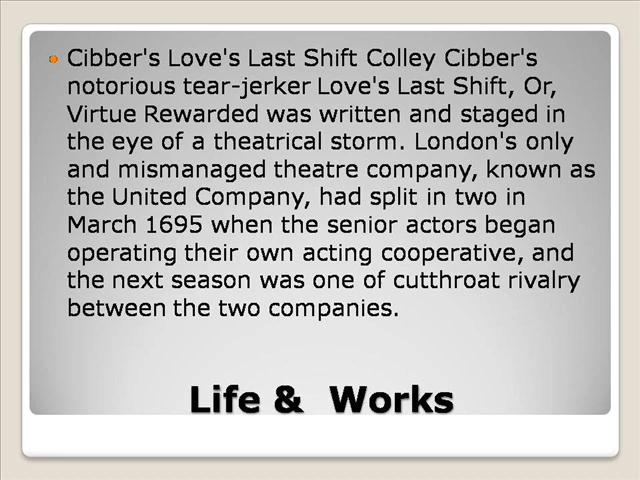 Cibber's Love's Last Shift Colley Cibber's
notorious tear-jerker Love's Last Shift, Or,
Virtue Rewarded was written and staged in
the eye of a theatrical storm. London's only
and mismanaged theatre company, known as
the United Company, had split in two in
March 1695 when the senior actors began
operating their own acting cooperative, and
the next season was one of cutthroat rivalry
between the two companies.
Life &  Works